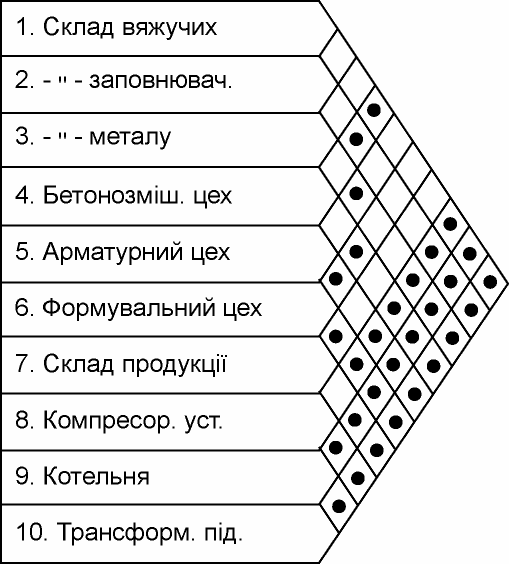 1. Склад вяжучих
2. - " - заповнювач.
3. - " - металу
4. Бетонозміш. цех
5. Арматурний цех
6. Формувальний цех
7. Склад продукції
8. Компресор. уст.
9. Котельня
10. Трансформ. під.